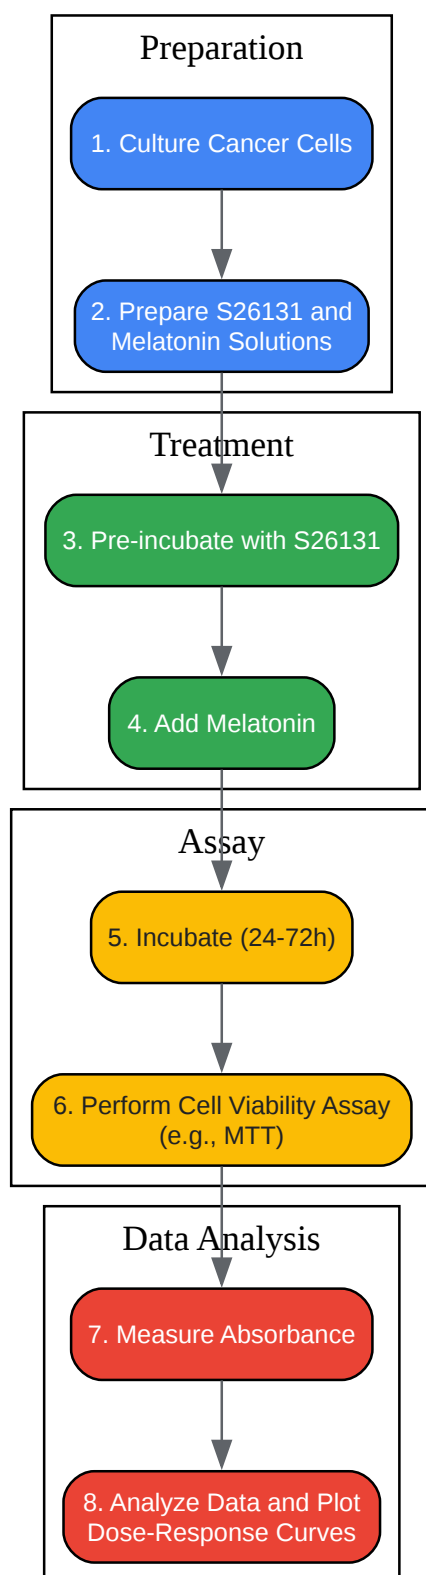 Preparation
1. Culture Cancer Cells
2. Prepare S26131 and
Melatonin Solutions
Treatment
3. Pre-incubate with S26131
4. Add Melatonin
Assay
5. Incubate (24-72h)
6. Perform Cell Viability Assay
(e.g., MTT)
Data Analysis
7. Measure Absorbance
8. Analyze Data and Plot
Dose-Response Curves